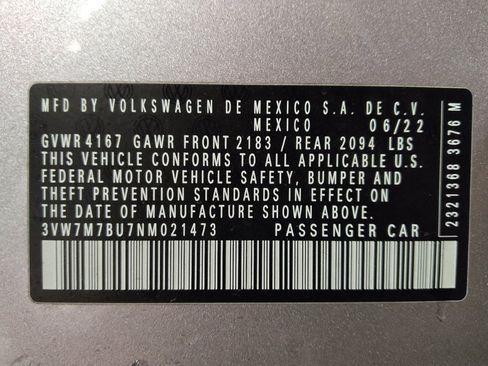 MFD BY VOLKSWAGEN DE MEXICO S.A. DE C.V.
MEXICO 06/22
GVWR 4167 GAWR FRONT 2183 / REAR 2094 LBS
THIS VEHICLE CONFORMS TO ALL APPLICABLE U.S.
FEDERAL MOTOR VEHICLE SAFETY, BUMPER, AND
THEFT PREVENTION STANDARDS IN EFFECT ON
THE DATE OF MANUFACTURE SHOWN ABOVE.
3VW7M7BU7NM021473 PASSENGER CAR
2321368 3676 M